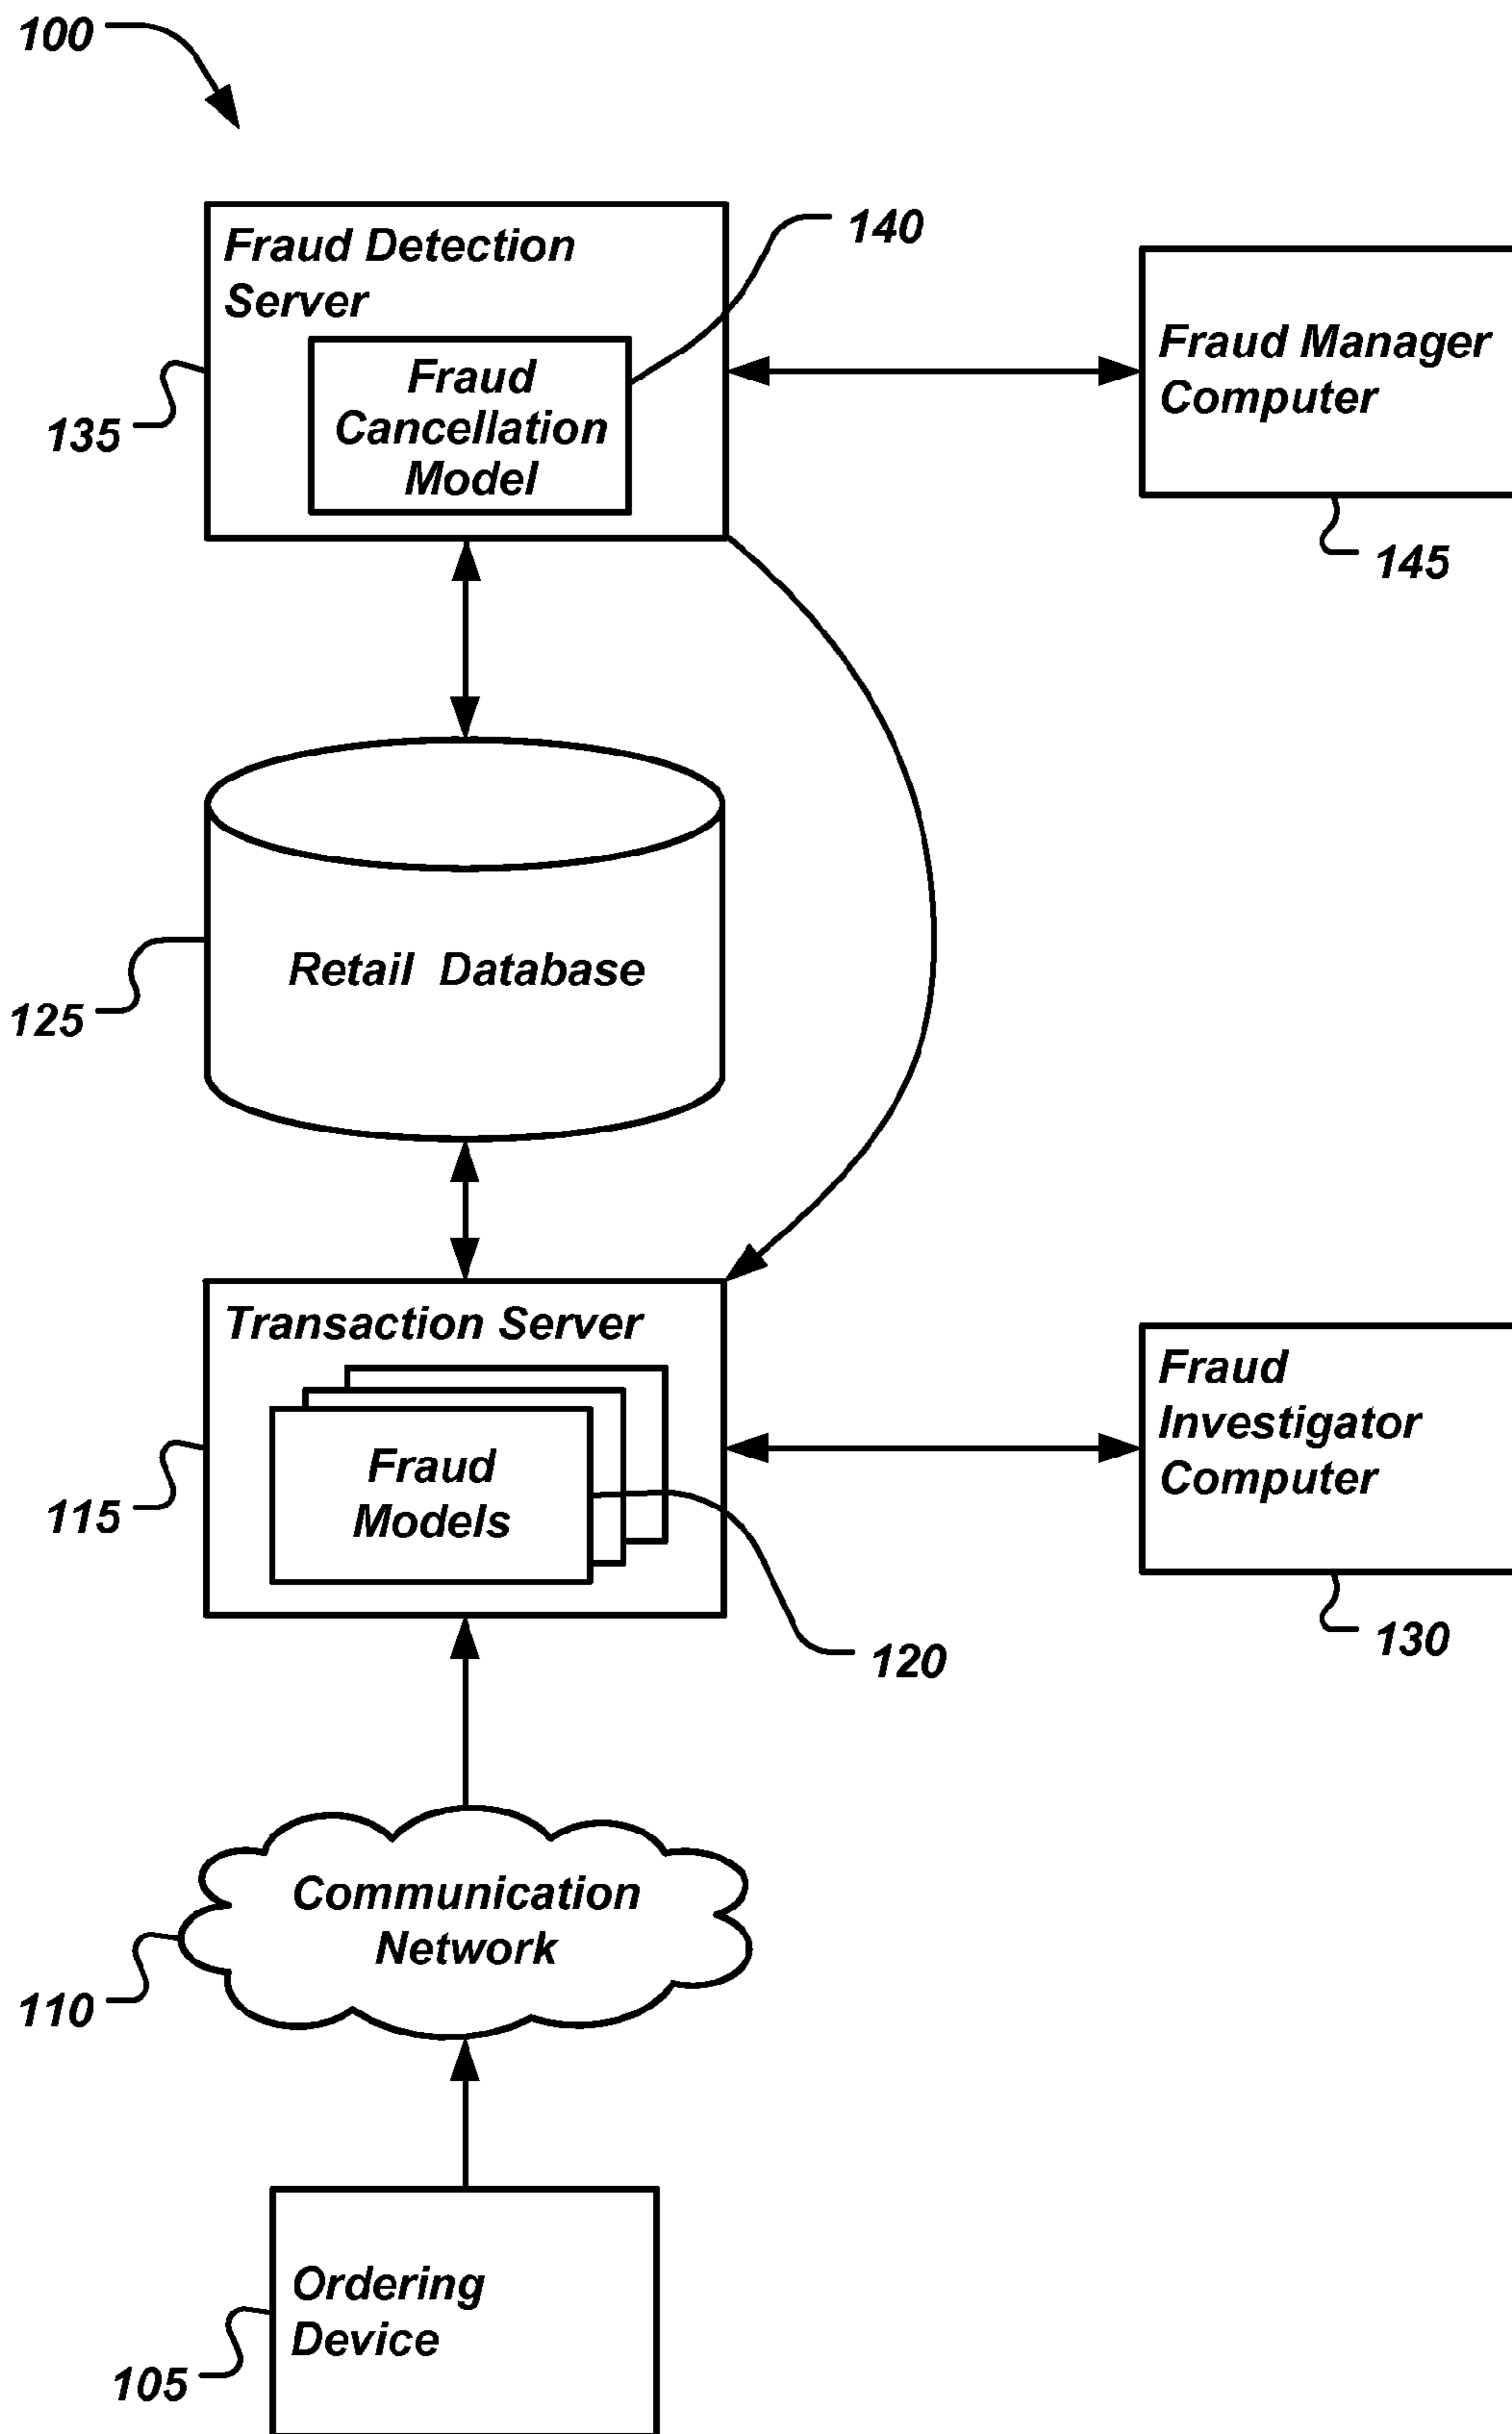 100
140
Fraud Detection
Server
Fraud
Cancellation
Model
135
Fraud Manager
Computer
145
Retail Database
125
Transaction Server
Fraud
Models
115
120
Fraud
Investigator
Computer
130
Communication
Network
110
Ordering
Device
105